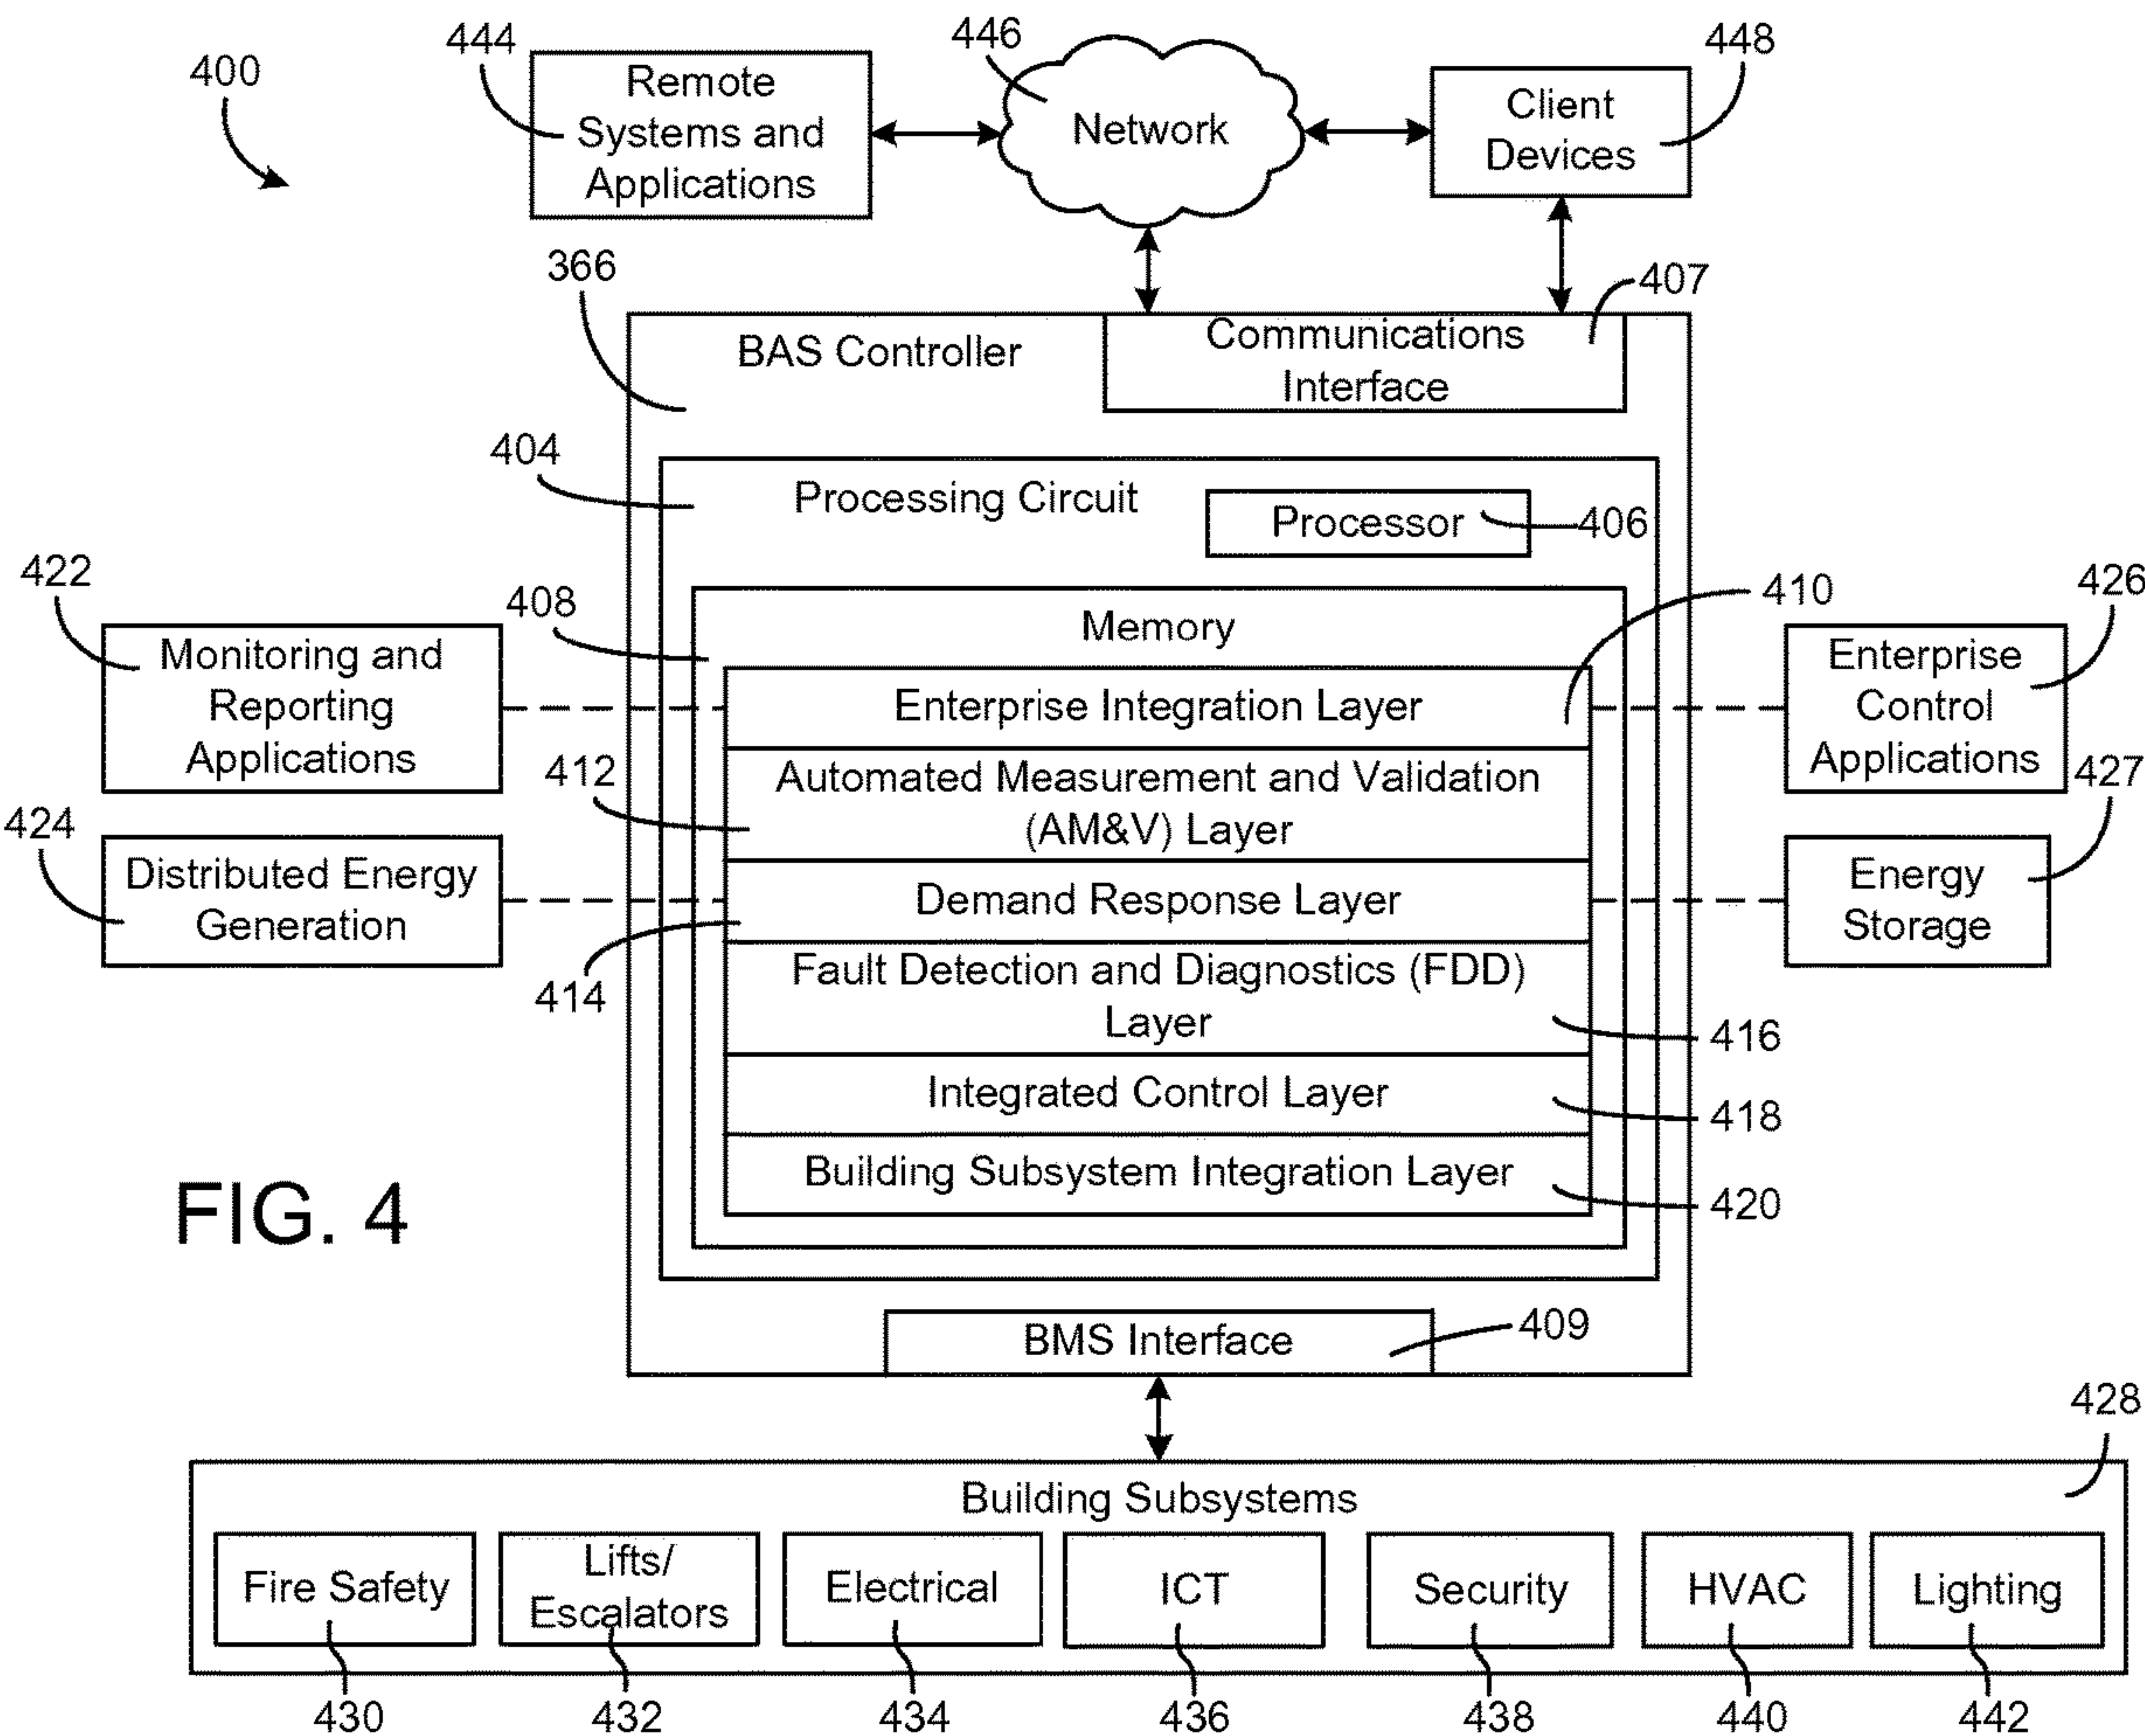 400
444
Remote
Systems and
Applications
446
Network
448
Client
Devices
366
BAS Controller
407
Communications
Interface
404
Processing Circuit
Processor
406
422
Monitoring and
Reporting
Applications
408
Memory
410
426
Enterprise
Control
Applications
Enterprise Integration Layer
412
Automated Measurement and Validation
(AM&V) Layer
427
424
Distributed Energy
Generation
Demand Response Layer
Energy
Storage
414
Fault Detection and Diagnostics (FDD)
Layer
416
Integrated Control Layer
418
Building Subsystem Integration Layer
420
FIG. 4
BMS Interface
409
428
Building Subsystems
Fire Safety
Lifts/
Escalators
Electrical
ICT
Security
HVAC
Lighting
430
432
434
436
438
440
442